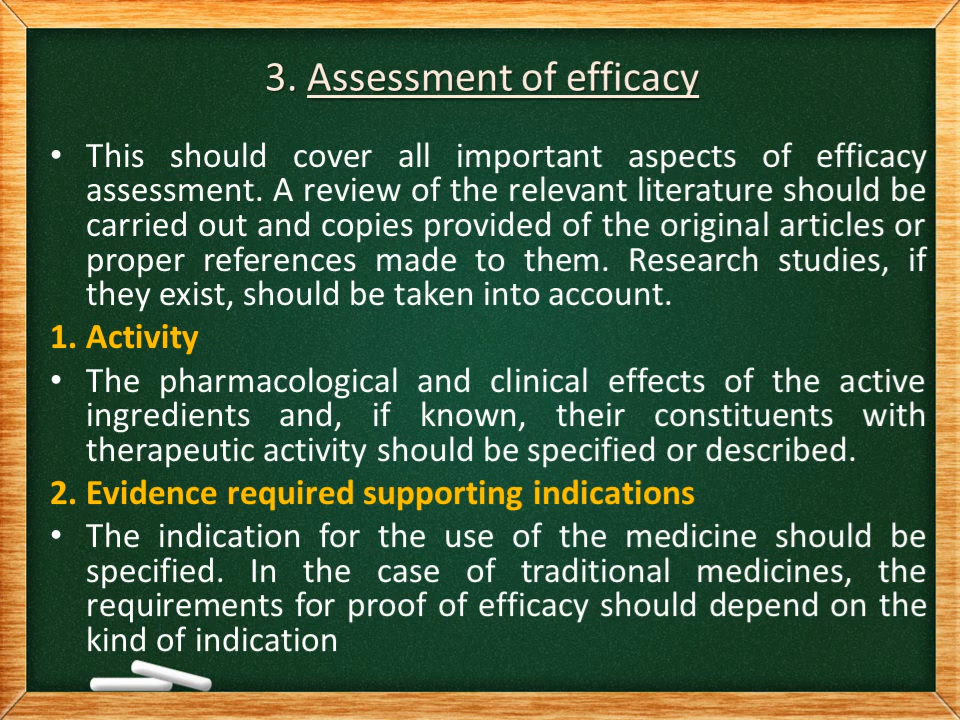 3. Assessment of efficacy
• This should cover all important aspects of efficacy
assessment. A review of the relevant literature should be
carried out and copies provided of the original articles or
proper references made to them. Research studies, if
they exist, should be taken into account.
1. Activity
• The pharmacological and clinical effects of the active
ingredients and, if known, their constituents with
therapeutic activity should be specified or described.
2. Evidence required supporting indications
• The indication for the use of the medicine should be
specified. In the case of traditional medicines, the
requirements for proof of efficacy should depend on the
kind of indication